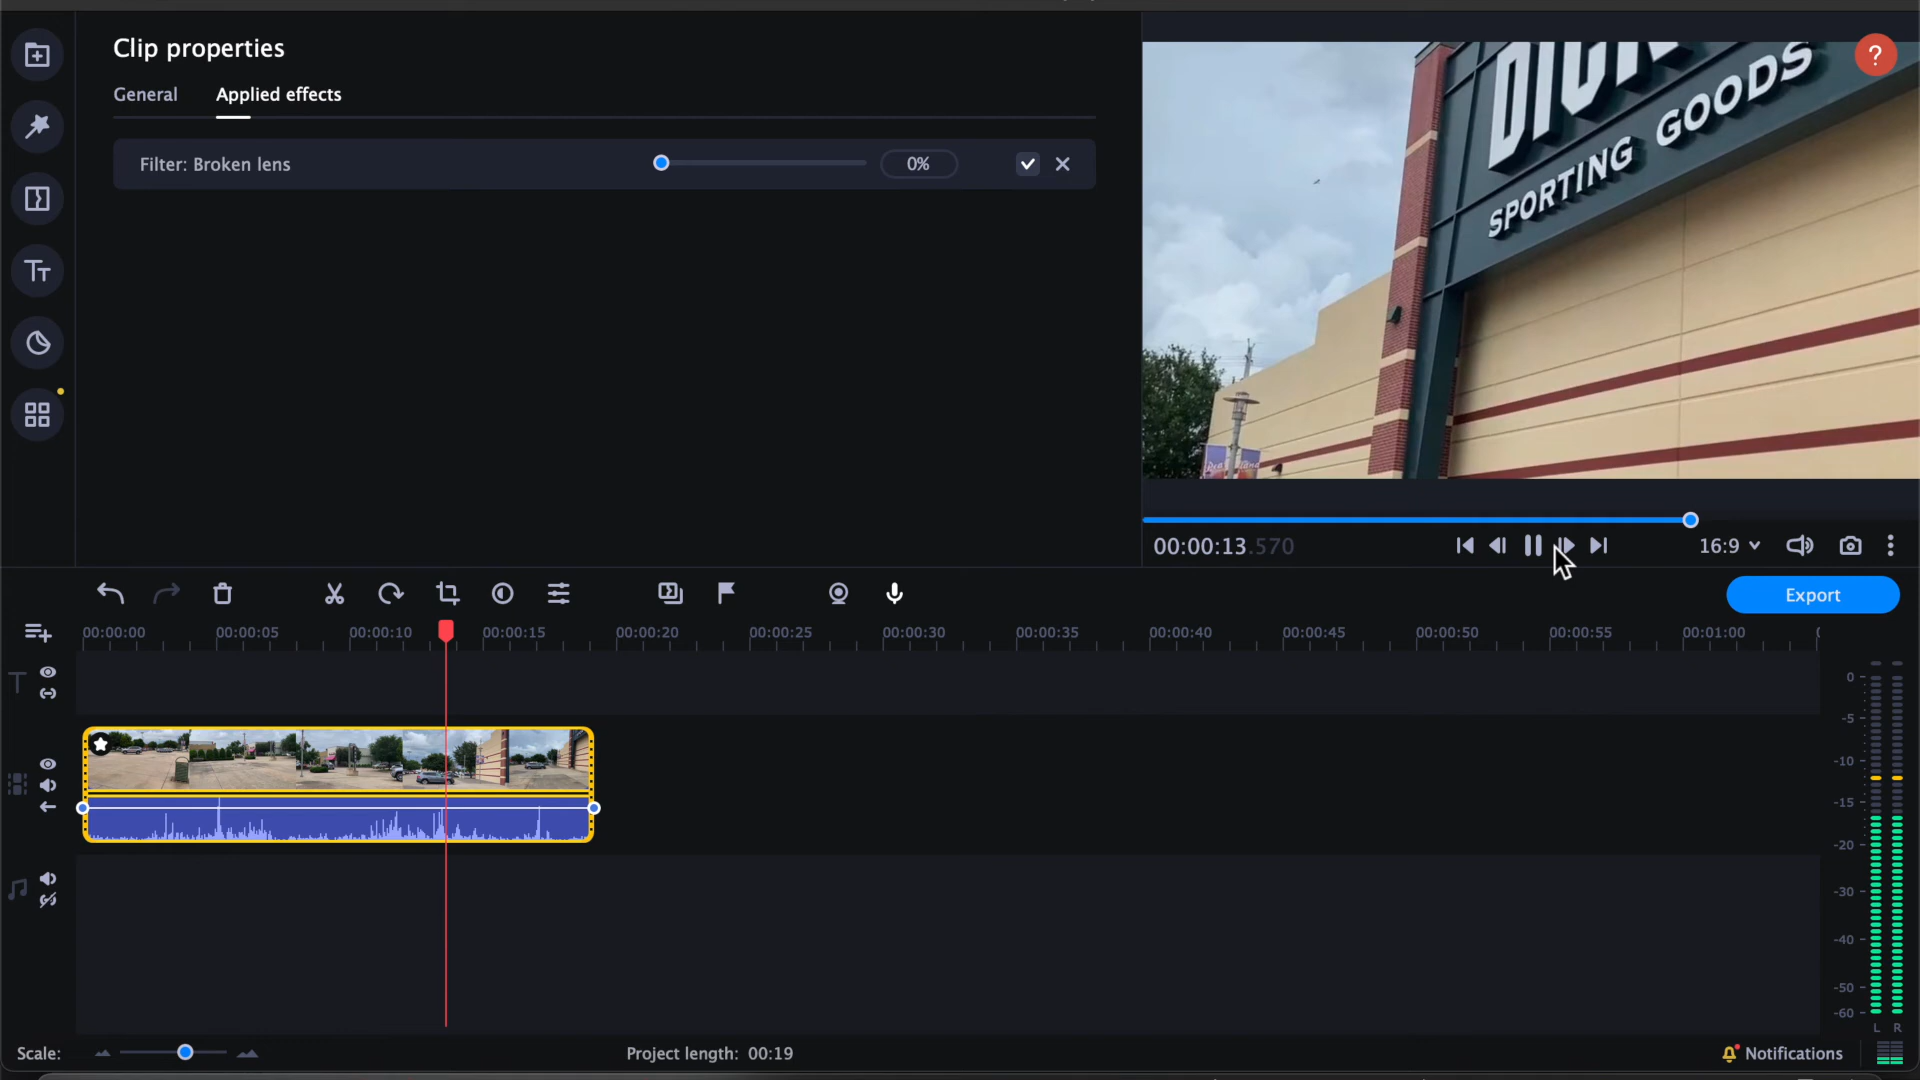 Clip properties
General
Applied effects
Filter: Broken lens
0%
?
SPORTING GOODS
00:00:13.570
16:9
Export
00:00:00
00:00:05
00:00:10
00:00:15
00:00:20
00:00:25
00:00:30
00:00:35
00:00:40
00:00:45
00:00:50
00:00:55
00:01:00
0
-5
-10
-15
-20
-30
-40
-50
-60
L R
Scale:
Project length: 00:19
Notifications